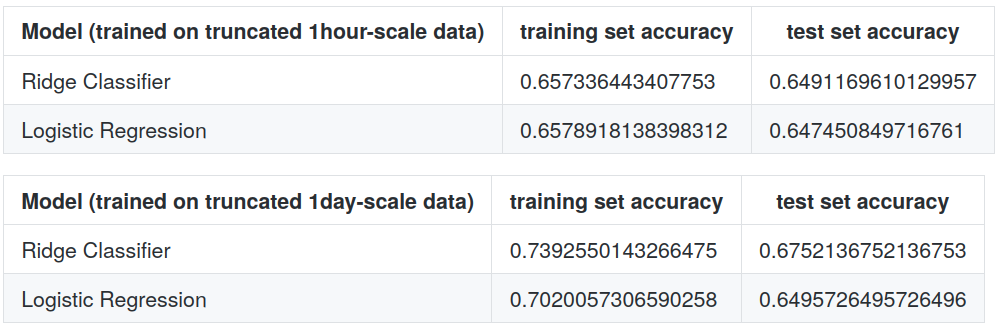 Model (trained on truncated 1hour-scale data) training set accuracy test set accuracy
Ridge Classifier 0.657336443407753 0.6491169610129957
Logistic Regression 0.6578918138398312 0.647450849716761
Model (trained on truncated 1day-scale data) training set accuracy test set accuracy
Ridge Classifier 0.7392550143266475 0.6752136752136753
Logistic Regression 0.7020057306590258 0.6495726495726496